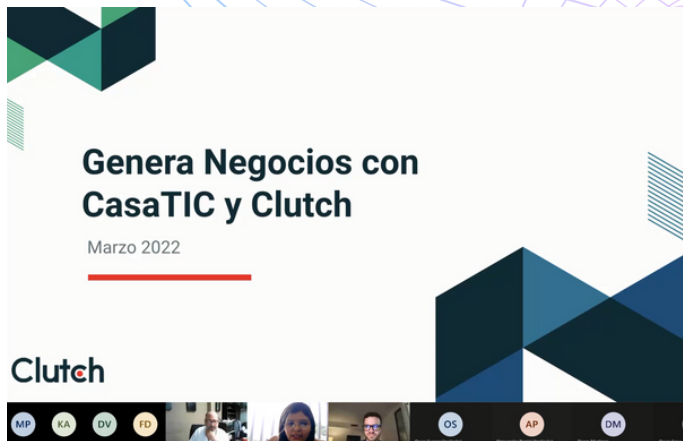 Genera Negocios con
CasaTIC y Clutch
Marzo 2022
Clutch
MP KA DV FD OS AP DM